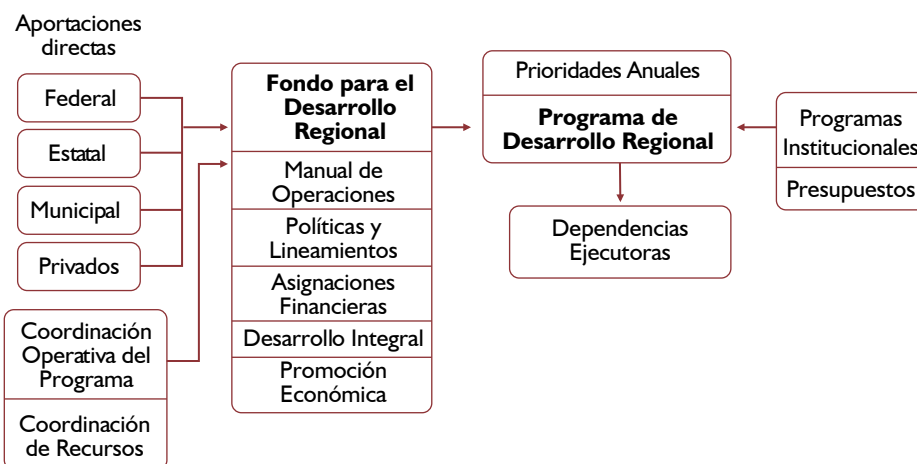 Aportaciones
directas
Federal
Estatal
Municipal
Privados
Coordinación
Operativa del
Programa
Coordinación
de Recursos
Fondo para el
Desarrollo
Regional
Manual de
Operaciones
Políticas y
Lineamientos
Asignaciones
Financieras
Desarrollo Integral
Promoción
Económica
Prioridades Anuales
Programa de
Desarrollo Regional
Dependencias
Ejecutoras
Programas
Institucionales
Presupuestos